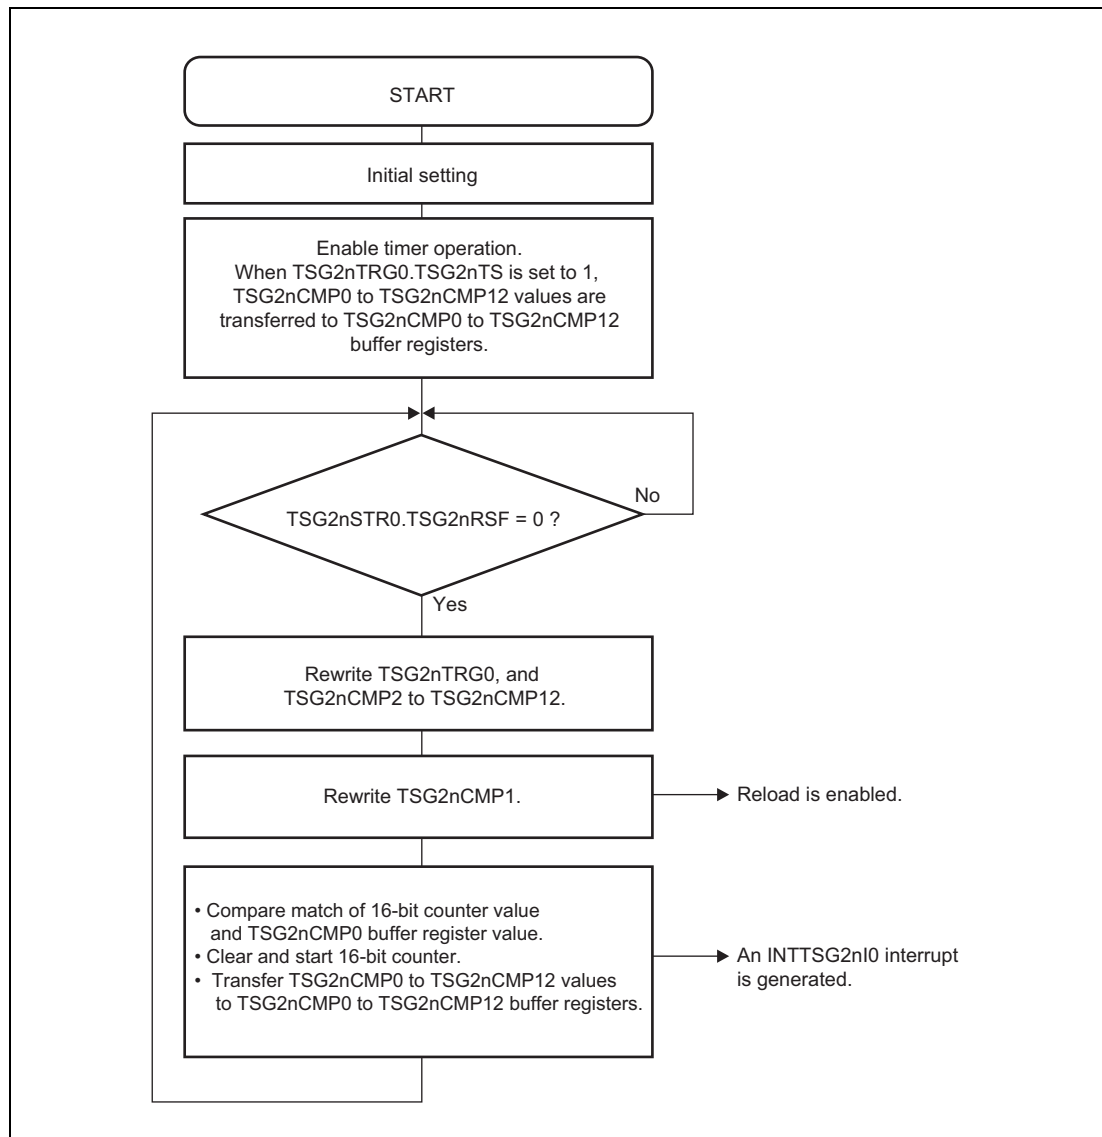 START
Initial setting
Enable timer operation.
When TSG2nTRG0.TSG2nTS is set to 1,
TSG2nCMP0 to TSG2nCMP12 values are
transferred to TSG2nCMP0 to TSG2nCMP12
buffer registers.
TSG2nSTR0.TSG2nRSF = 0 ?
No
Yes
Rewrite TSG2nTRG0, and
TSG2nCMP2 to TSG2nCMP12.
Rewrite TSG2nCMP1.
Reload is enabled.
• Compare match of 16-bit counter value
and TSG2nCMP0 buffer register value.
• Clear and start 16-bit counter.
• Transfer TSG2nCMP0 to TSG2nCMP12 values
to TSG2nCMP0 to TSG2nCMP12 buffer registers.
An INTTSG2nI0 interrupt
is generated.